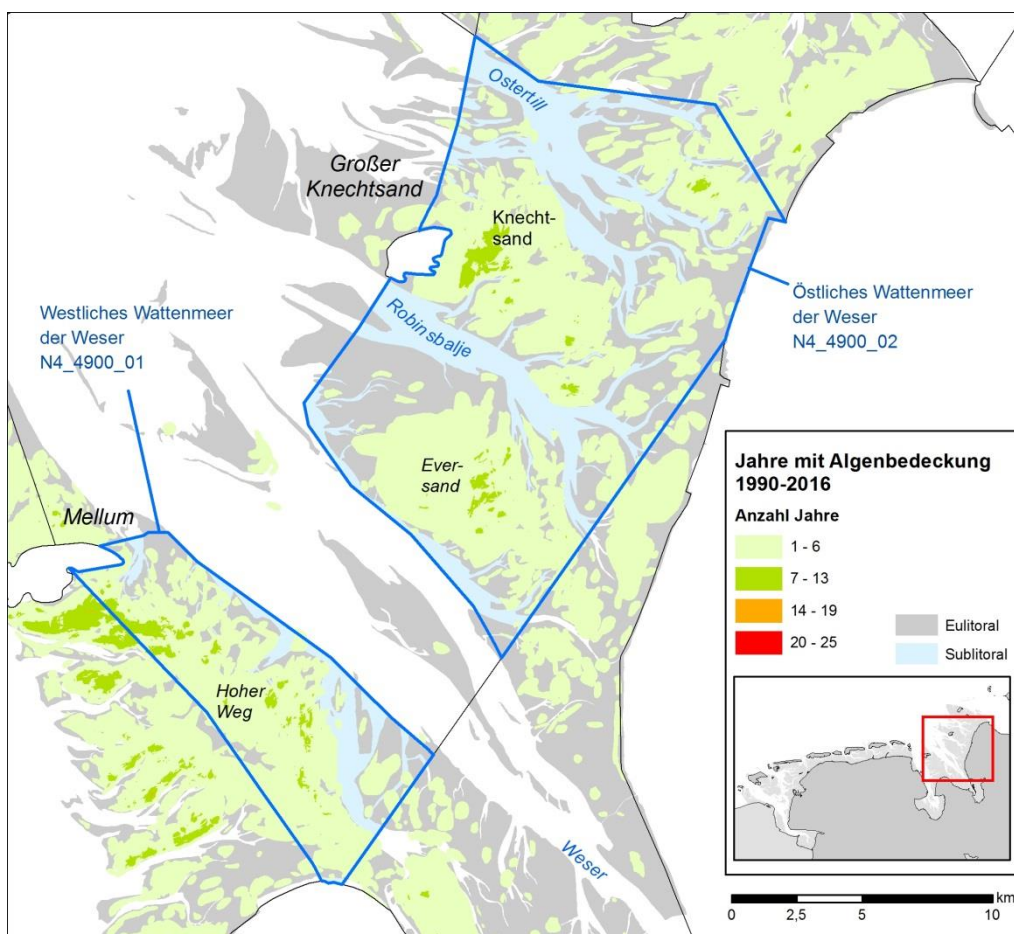 Ostertill
Großer
Knechtsand
Knecht-
sand
Robinsbalje
Östliches Wattenmeer
der Weser
N4_4900_02
Westliches Wattenmeer
der Weser
N4_4900_01
Ever-
sand
Mellum
Hoher
Weg
Weser
Jahre mit Algenbedeckung
1990-2016
Anzahl Jahre
1 - 6
7 - 13
14 - 19
20 - 25
Eulitoral
Sublitoral
km
0 2,5 5 10